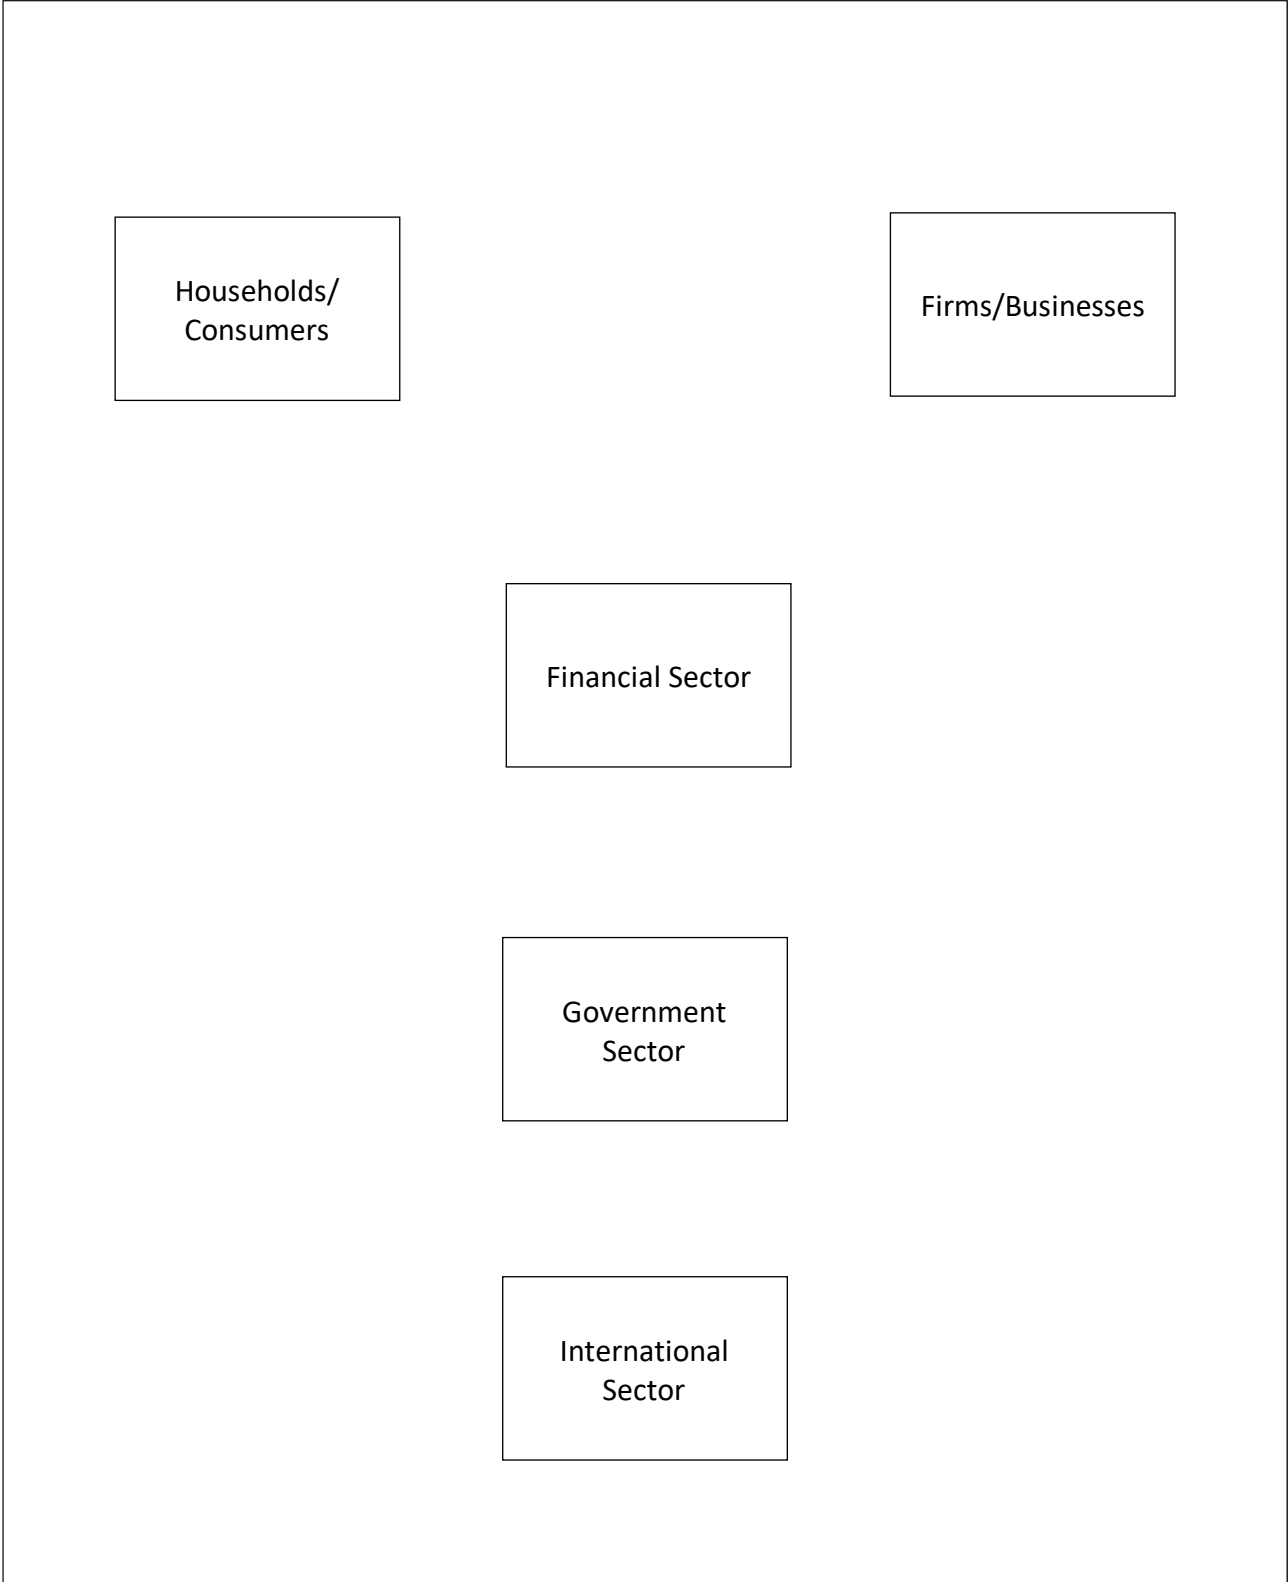 Households/
Consumers
Firms/Businesses
Financial Sector
Government
Sector
International
Sector